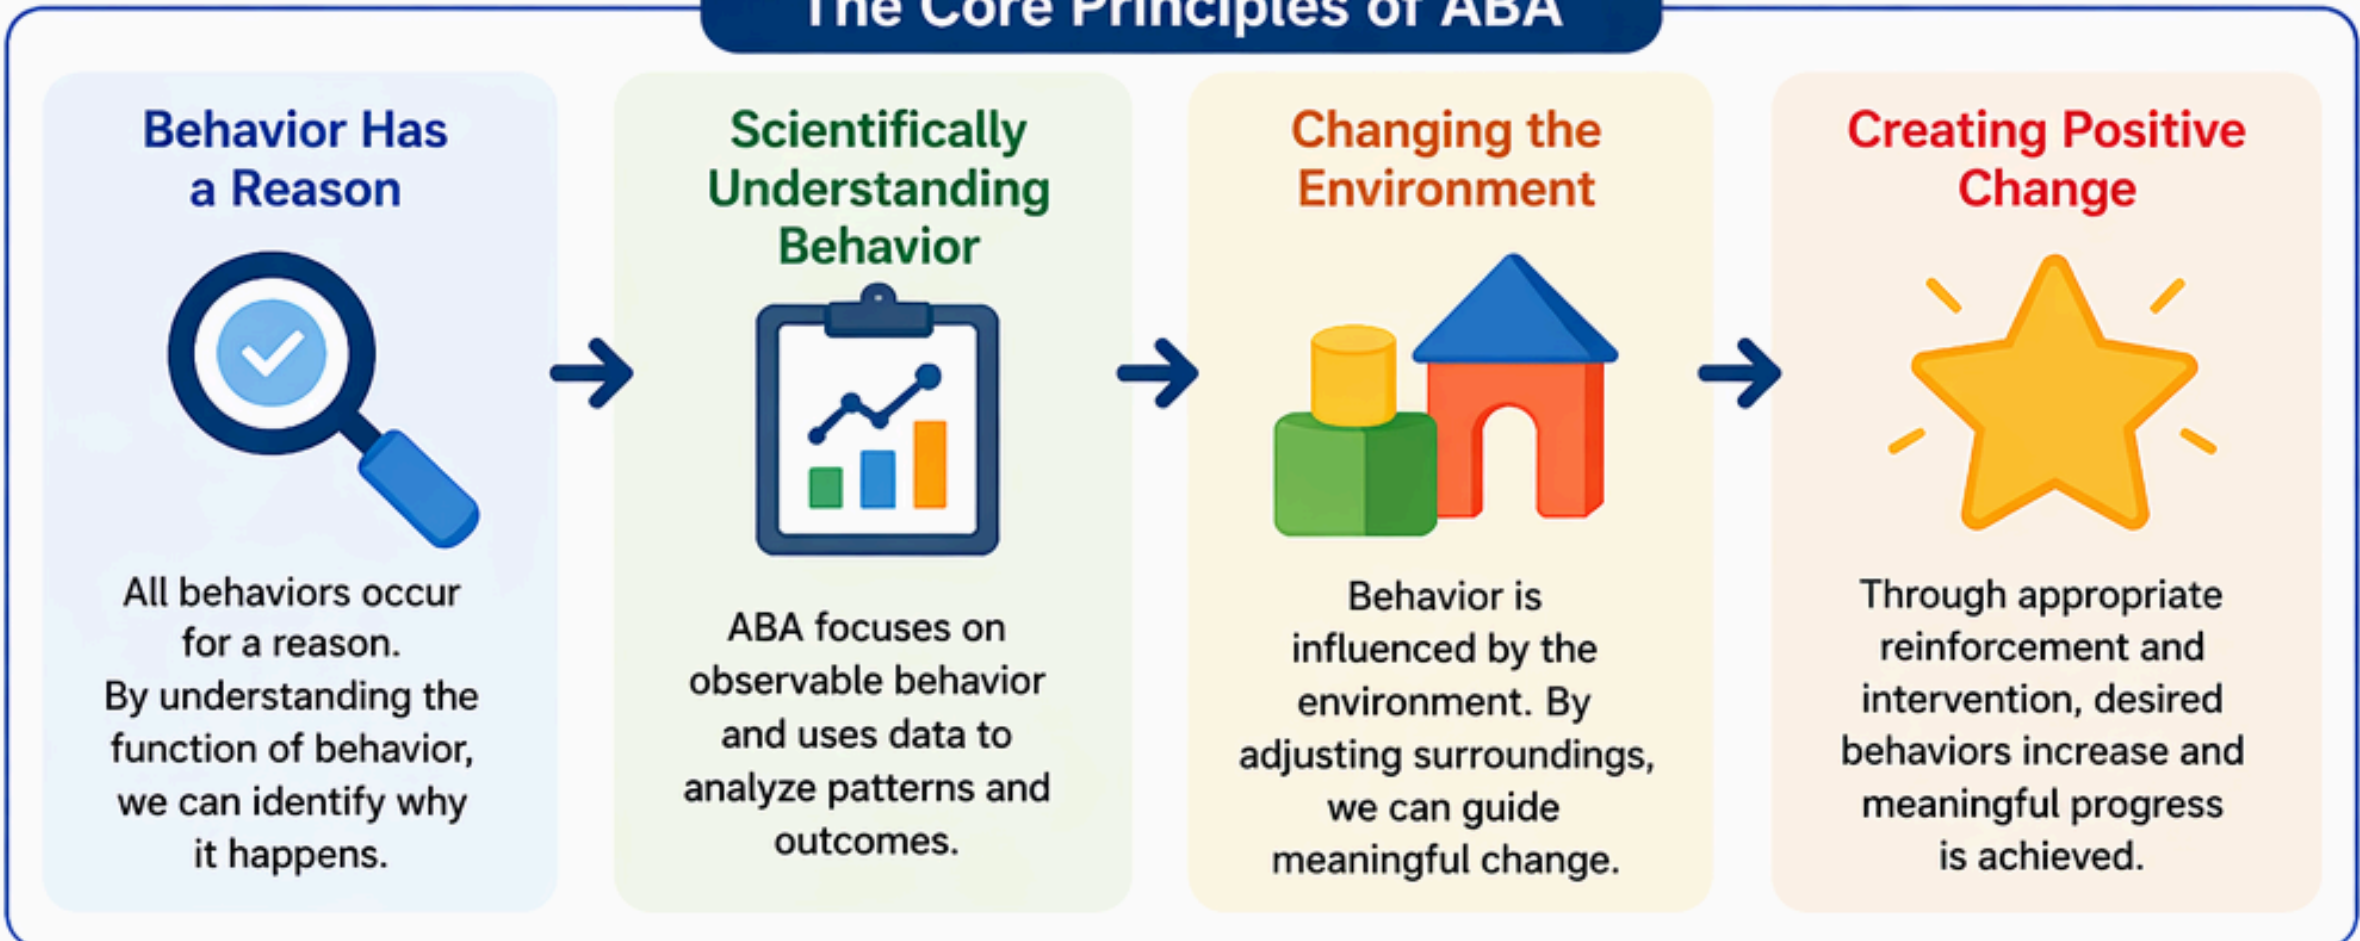 The Core Principles of ABA
Behavior Has
a Reason
All behaviors occur
for a reason.
By understanding the
function of behavior,
we can identify why
it happens.
Scientifically
Understanding
Behavior
ABA focuses on
observable behavior
and uses data to
analyze patterns and
outcomes.
Changing the
Environment
Behavior is
influenced by the
environment. By
adjusting surroundings,
we can guide
meaningful change.
Creating Positive
Change
Through appropriate
reinforcement and
intervention, desired
behaviors increase and
meaningful progress
is achieved.